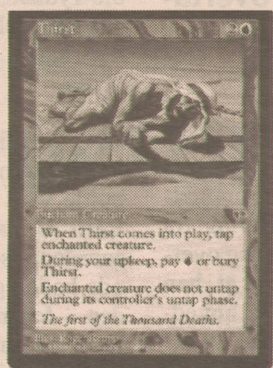 Thirst 2
Enchant Creature
When Thirst comes into play, tap
enchanted creature.
During your upkeep, pay or bury
Thirst.
Enchanted creature does not untap
during its controller's untap phase.
The first of the Thousand Deaths.